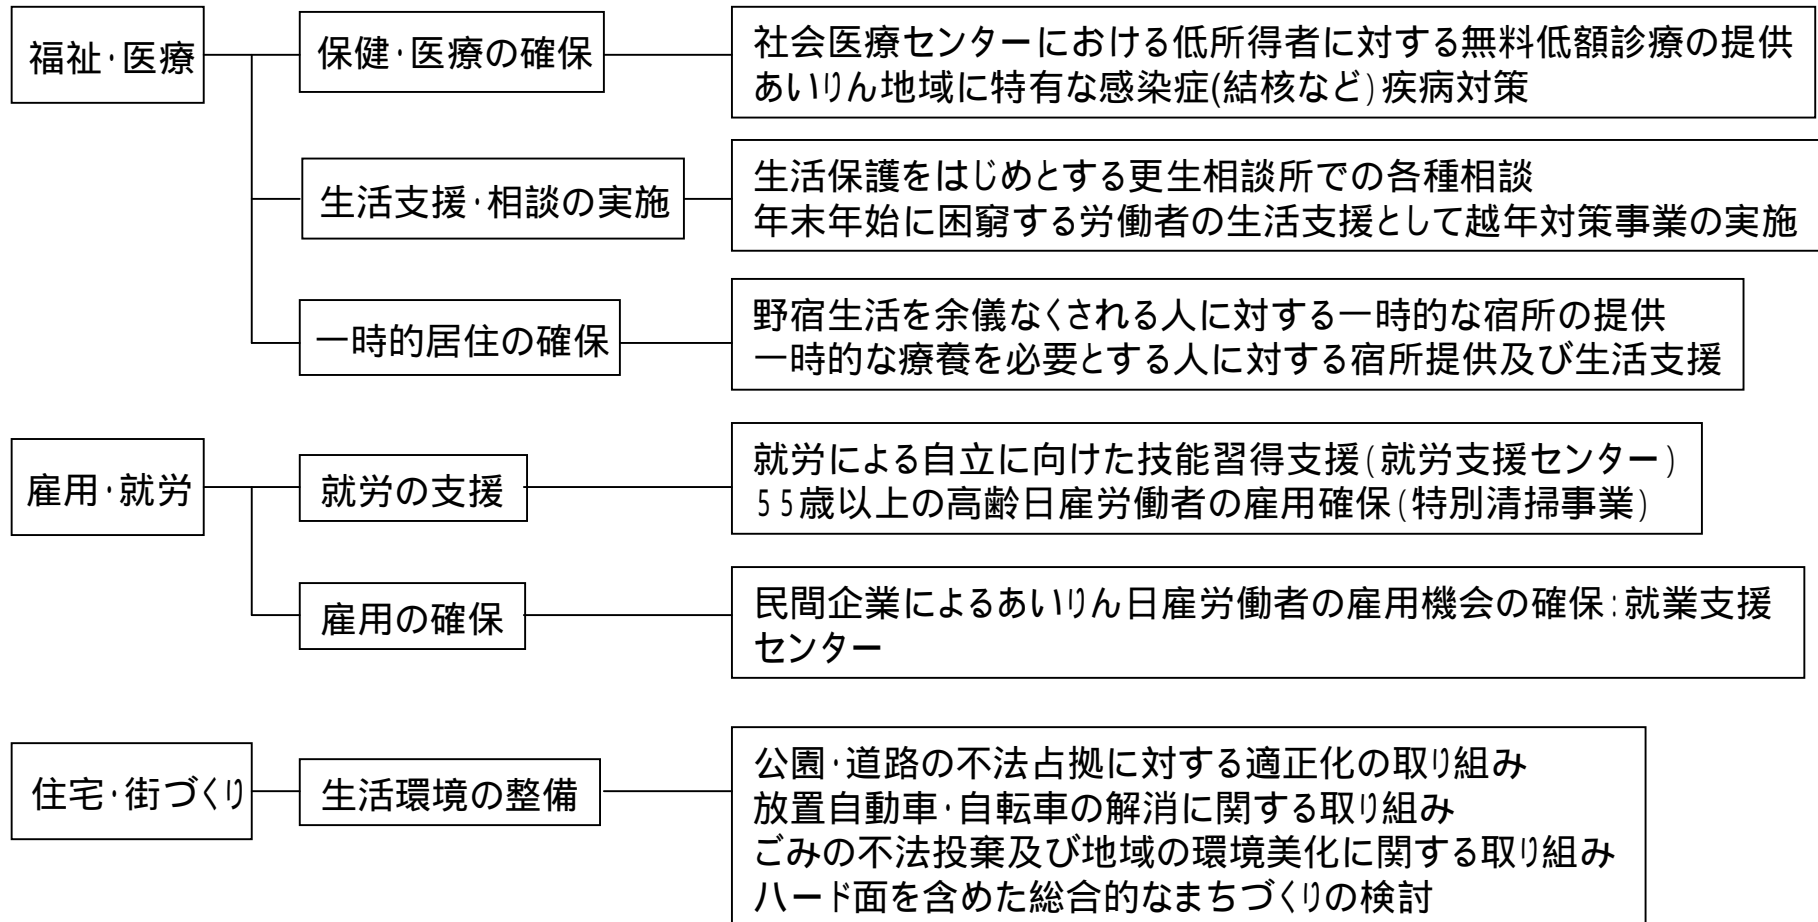 福祉・医療
保健・医療の確保
社会医療センターにおける低所得者に対する無料低額診療の提供
あいりん地域に特有な感染症(結核など)疾病対策
生活支援・相談の実施
生活保護をはじめとする更生相談所での各種相談
年末年始に困窮する労働者の生活支援として越年対策事業の実施
一時的居住の確保
野宿生活を余儀なくされる人に対する一時的な宿所の提供
一時的な療養を必要とする人に対する宿所提供及び生活支援
雇用・就労
就労の支援
就労による自立に向けた技能習得支援(就労支援センター)
55歳以上の高齢日雇労働者の雇用確保(特別清掃事業)
雇用の確保
民間企業によるあいりん日雇労働者の雇用機会の確保:就業支援
センター
住宅・街づくり
生活環境の整備
公園・道路の不法占拠に対する適正化の取り組み
放置自動車・自転車の解消に関する取り組み
ごみの不法投棄及び地域の環境美化に関する取り組み
ハード面を含めた総合的なまちづくりの検討